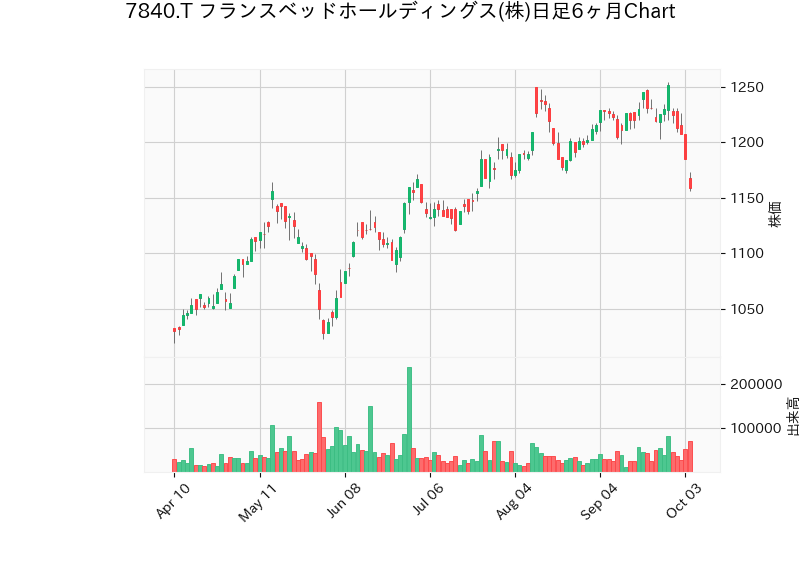 7840.T フランスベッドホールディングス(株)日足6ヶ月Chart
1250
1200
1150
1100
1050
株価
200000
100000
出来高
Apr 10
May 11
Jun 08
Jul 06
Aug 04
Sep 04
Oct 03